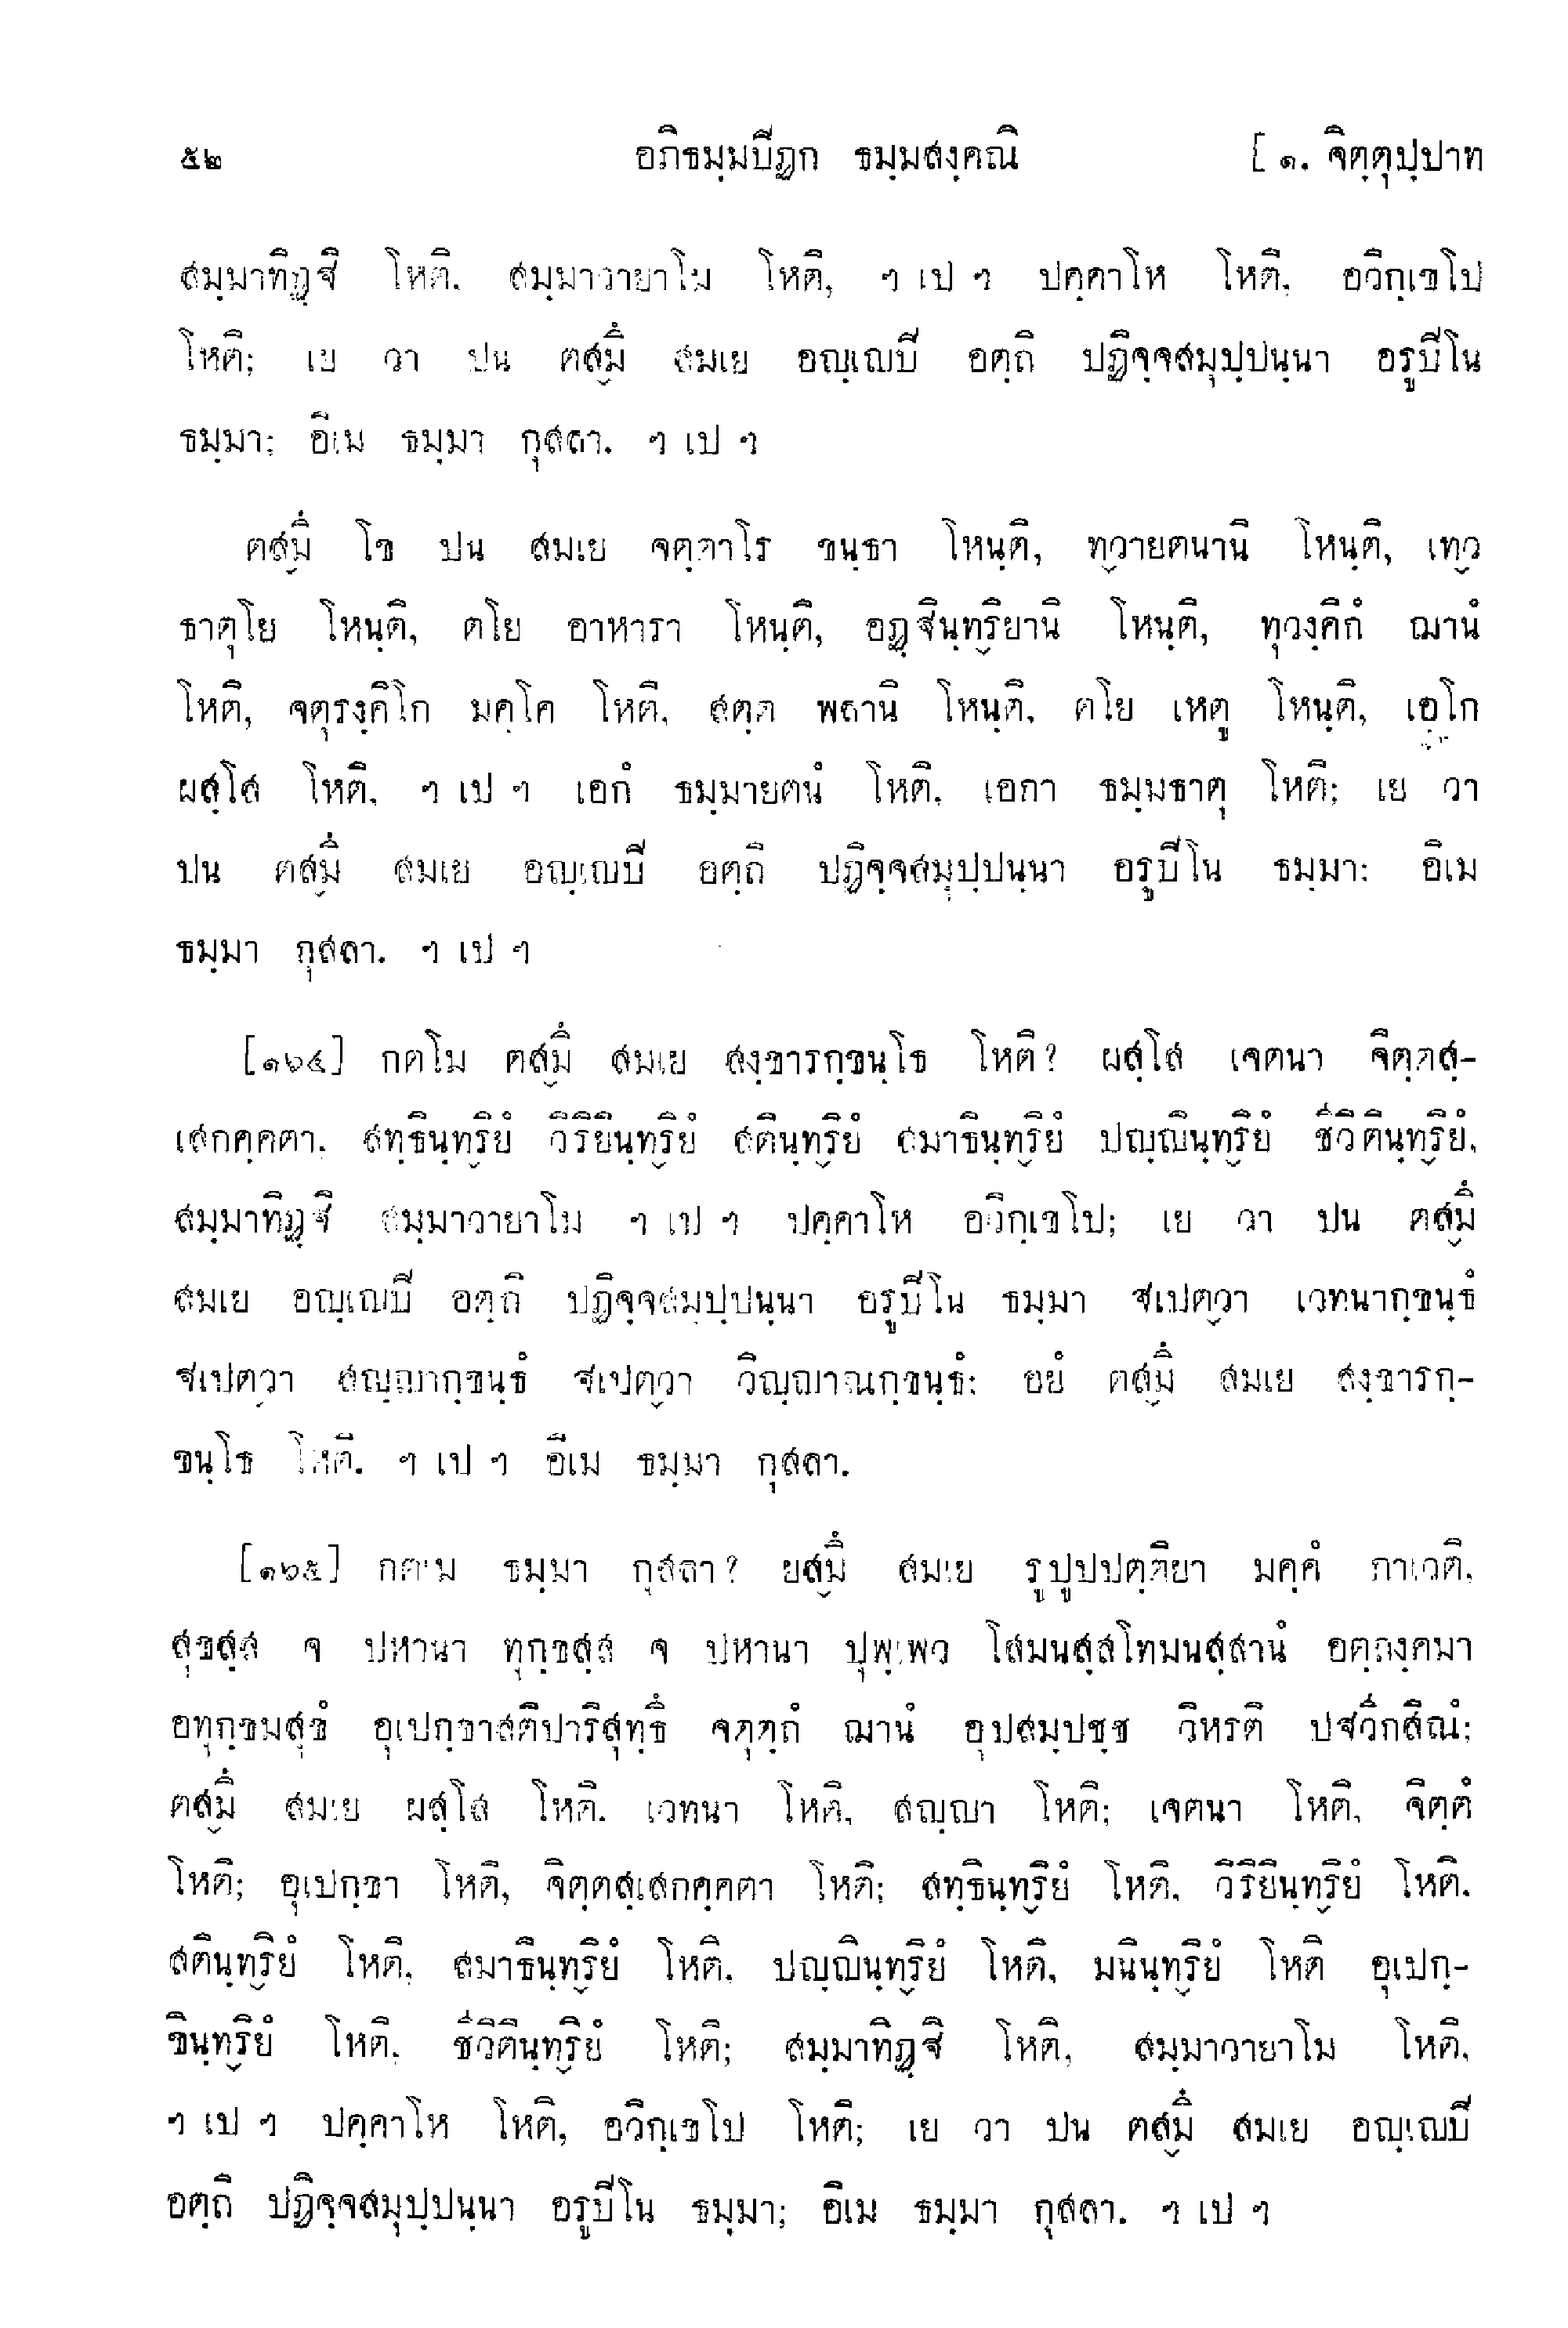 ๕๒ อภิธมฺมปิฏก ธมฺมสงฺคณิ [ ๑. จิตฺตุปฺปาท
สมฺมาทิฏฺฐิ โหติ, สมฺมาวายาโม โหติ, ฯ เป ฯ ปคฺคาโห โหติ, อวิกฺเขโป
โหติ; เย วา ปน ตสฺมึ สมเย อญฺเญปิ อตฺถิ ปฏิจฺจสมุปฺปนฺนา อรูปิโน
ธมฺมา; อิเม ธมฺมา กุสลา. ฯ เป ฯ
ตสฺมึ โข ปน สมเย จตฺตาโร ขนฺธา โหนฺติ, ทฺวายตนานิ โหนฺติ, เทฺว
ธาตุโย โหนฺติ, ตโย อาหารา โหนฺติ, อฏฺฐินฺทฺริยานิ โหนฺติ, ทุวงฺคิกํ ฌานํ
โหติ, จตุรงฺคิโก มคฺโค โหติ, สตฺต พลานิ โหนฺติ, ตโย เหตู โหนฺติ, เอโก
ผสฺโส โหติ, ฯ เป ฯ เอกํ ธมฺมายตนํ โหติ, เอกา ธมฺมธาตุ โหติ; เย วา
ปน ตสฺมึ สมเย อญฺเญปิ อตฺถิ ปฏิจฺจสมุปฺปนฺนา อรูปิโน ธมฺมา; อิเม
ธมฺมา กุสลา. ฯ เป ฯ
[๑๖๔] กตโม ตสฺมึ สมเย สงฺขารกฺขนฺโธ โหติ? ผสฺโส เจตนา จิตฺตสฺ-
เสกคฺคตา, สทฺธินฺทฺริยํ วิริยินฺทฺริยํ สตินฺทฺริยํ สมาธินฺทฺริยํ ปญฺญินฺทฺริยํ ชีวิตินฺทฺริยํ,
สมฺมาทิฏฺฐิ สมฺมาวายาโม ฯ เป ฯ ปคฺคาโห อวิกฺเขโป; เย วา ปน ตสฺมึ
สมเย อญฺเญปิ อตฺถิ ปฏิจฺจสมุปฺปนฺนา อรูปิโน ธมฺมา ฐเปตฺวา เวทนากฺขนฺธํ
ฐเปตฺวา สญฺญากฺขนฺธํ ฐเปตฺวา วิญฺญาณกฺขนฺธํ; อยํ ตสฺมึ สมเย สงฺขารกฺ-
ขนฺโธ โหติ. ฯ เป ฯ อิเม ธมฺมา กุสลา.
[๑๖๕] กตเม ธมฺมา กุสลา? ยสฺมึ สมเย รูปูปปตฺติยา มคฺคํ ภาเวติ,
สุขสฺส จ ปหานา ทุกฺขสฺส จ ปหานา ปุพฺเพว โสมนสฺสโทมนสฺสานํ อตฺถงฺคมา
อทุกฺขมสุขํ อุเปกฺขาสติปาริสุทฺธึ จตุตฺถํ ฌานํ อุปสมฺปชฺช วิหรติ ปฐวีกสิณํ;
ตสฺมึ สมเย ผสฺโส โหติ, เวทนา โหติ, สญฺญา โหติ; เจตนา โหติ, จิตฺตํ
โหติ; อุเปกฺขา โหติ, จิตฺตสฺเสกคฺคตา โหติ; สทฺธินฺทฺริยํ โหติ, วิริยินฺทฺริยํ โหติ,
สตินฺทฺริยํ โหติ, สมาธินฺทฺริยํ โหติ, ปญฺญินฺทฺริยํ โหติ, มนินฺทฺริยํ โหติ อุเปกฺ-
ขินฺทฺริยํ โหติ, ชีวิตินฺทฺริยํ โหติ; สมฺมาทิฏฺฐิ โหติ, สมฺมาวายาโม โหติ,
ฯ เป ฯ ปคฺคาโห โหติ, อวิกฺเขโป โหติ; เย วา ปน ตสฺมึ สมเย อญฺเญปิ
อตฺถิ ปฏิจฺจสมุปฺปนฺนา อรูปิโน ธมฺมา; อิเม ธมฺมา กุสลา. ฯ เป ฯ